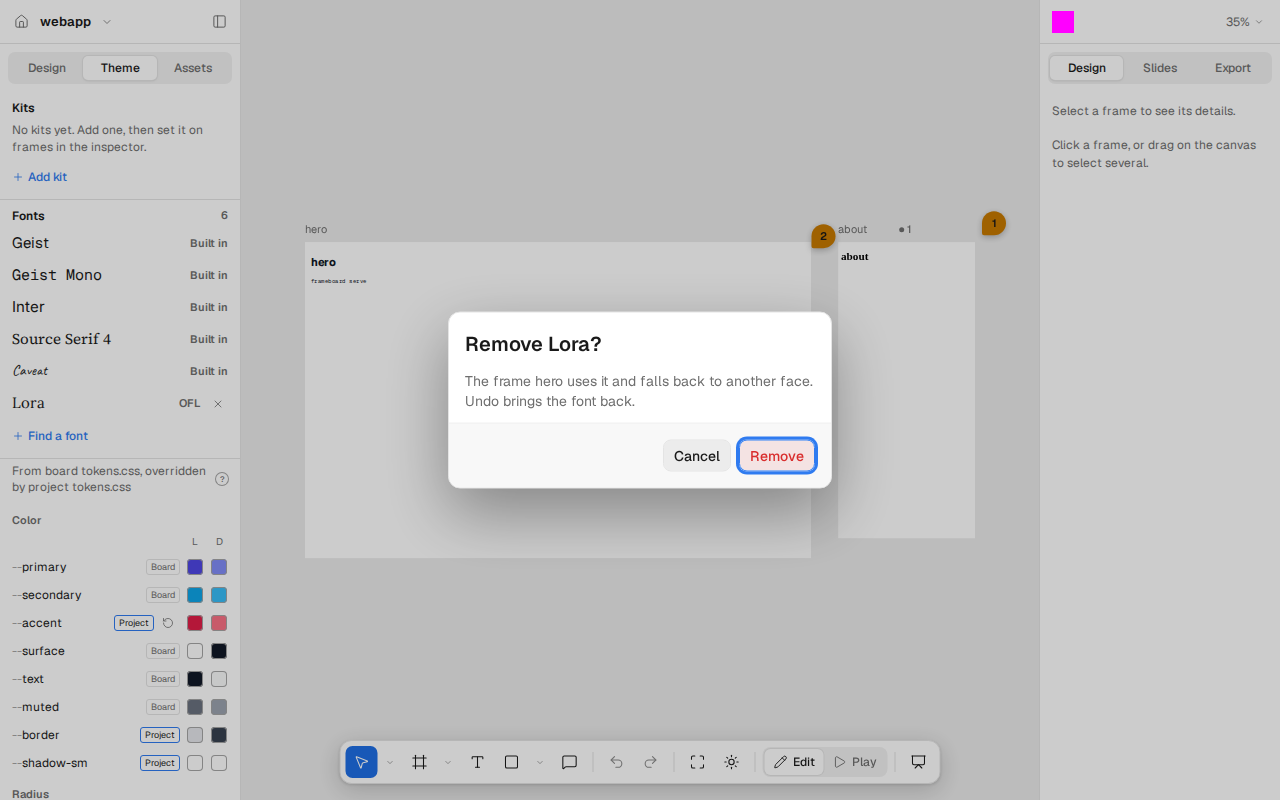 webapp
Design
Theme
Assets
Kits
No kits yet. Add one, then set it on
frames in the inspector.
+ Add kit
Fonts
6
Geist
Built in
Geist Mono
Built in
Inter
Built in
Source Serif 4
Built in
Caveat
Built in
Lora
OFL
+ Find a font
From board tokens.css, overridden
by project tokens.css
?
Color
L
D
--primary
Board
--secondary
Board
--accent
Project
--surface
Board
--text
Board
--muted
Board
--border
Project
--shadow-sm
Project
Radius
hero
2
about
1
1
hero
frameboard serve
about
Remove Lora?
The frame hero uses it and falls back to another face.
Undo brings the font back.
Cancel
Remove
Edit
Play
35%
Design
Slides
Export
Select a frame to see its details.
Click a frame, or drag on the canvas
to select several.